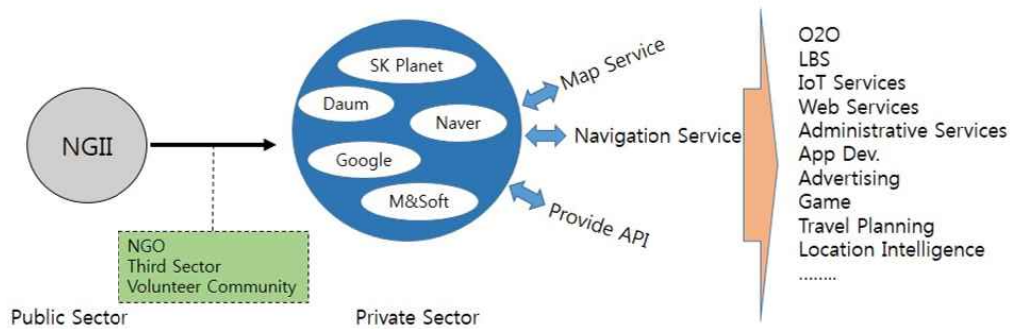 NGII
SK Planet
Daum
Naver
Google
M&Soft
Map Service
Navigation Service
Provide API
O2O
LBS
IoT Services
Web Services
Administrative Services
App Dev.
Advertising
Game
Travel Planning
Location Intelligence
........
NGO
Third Sector
Volunteer Community
Public Sector
Private Sector